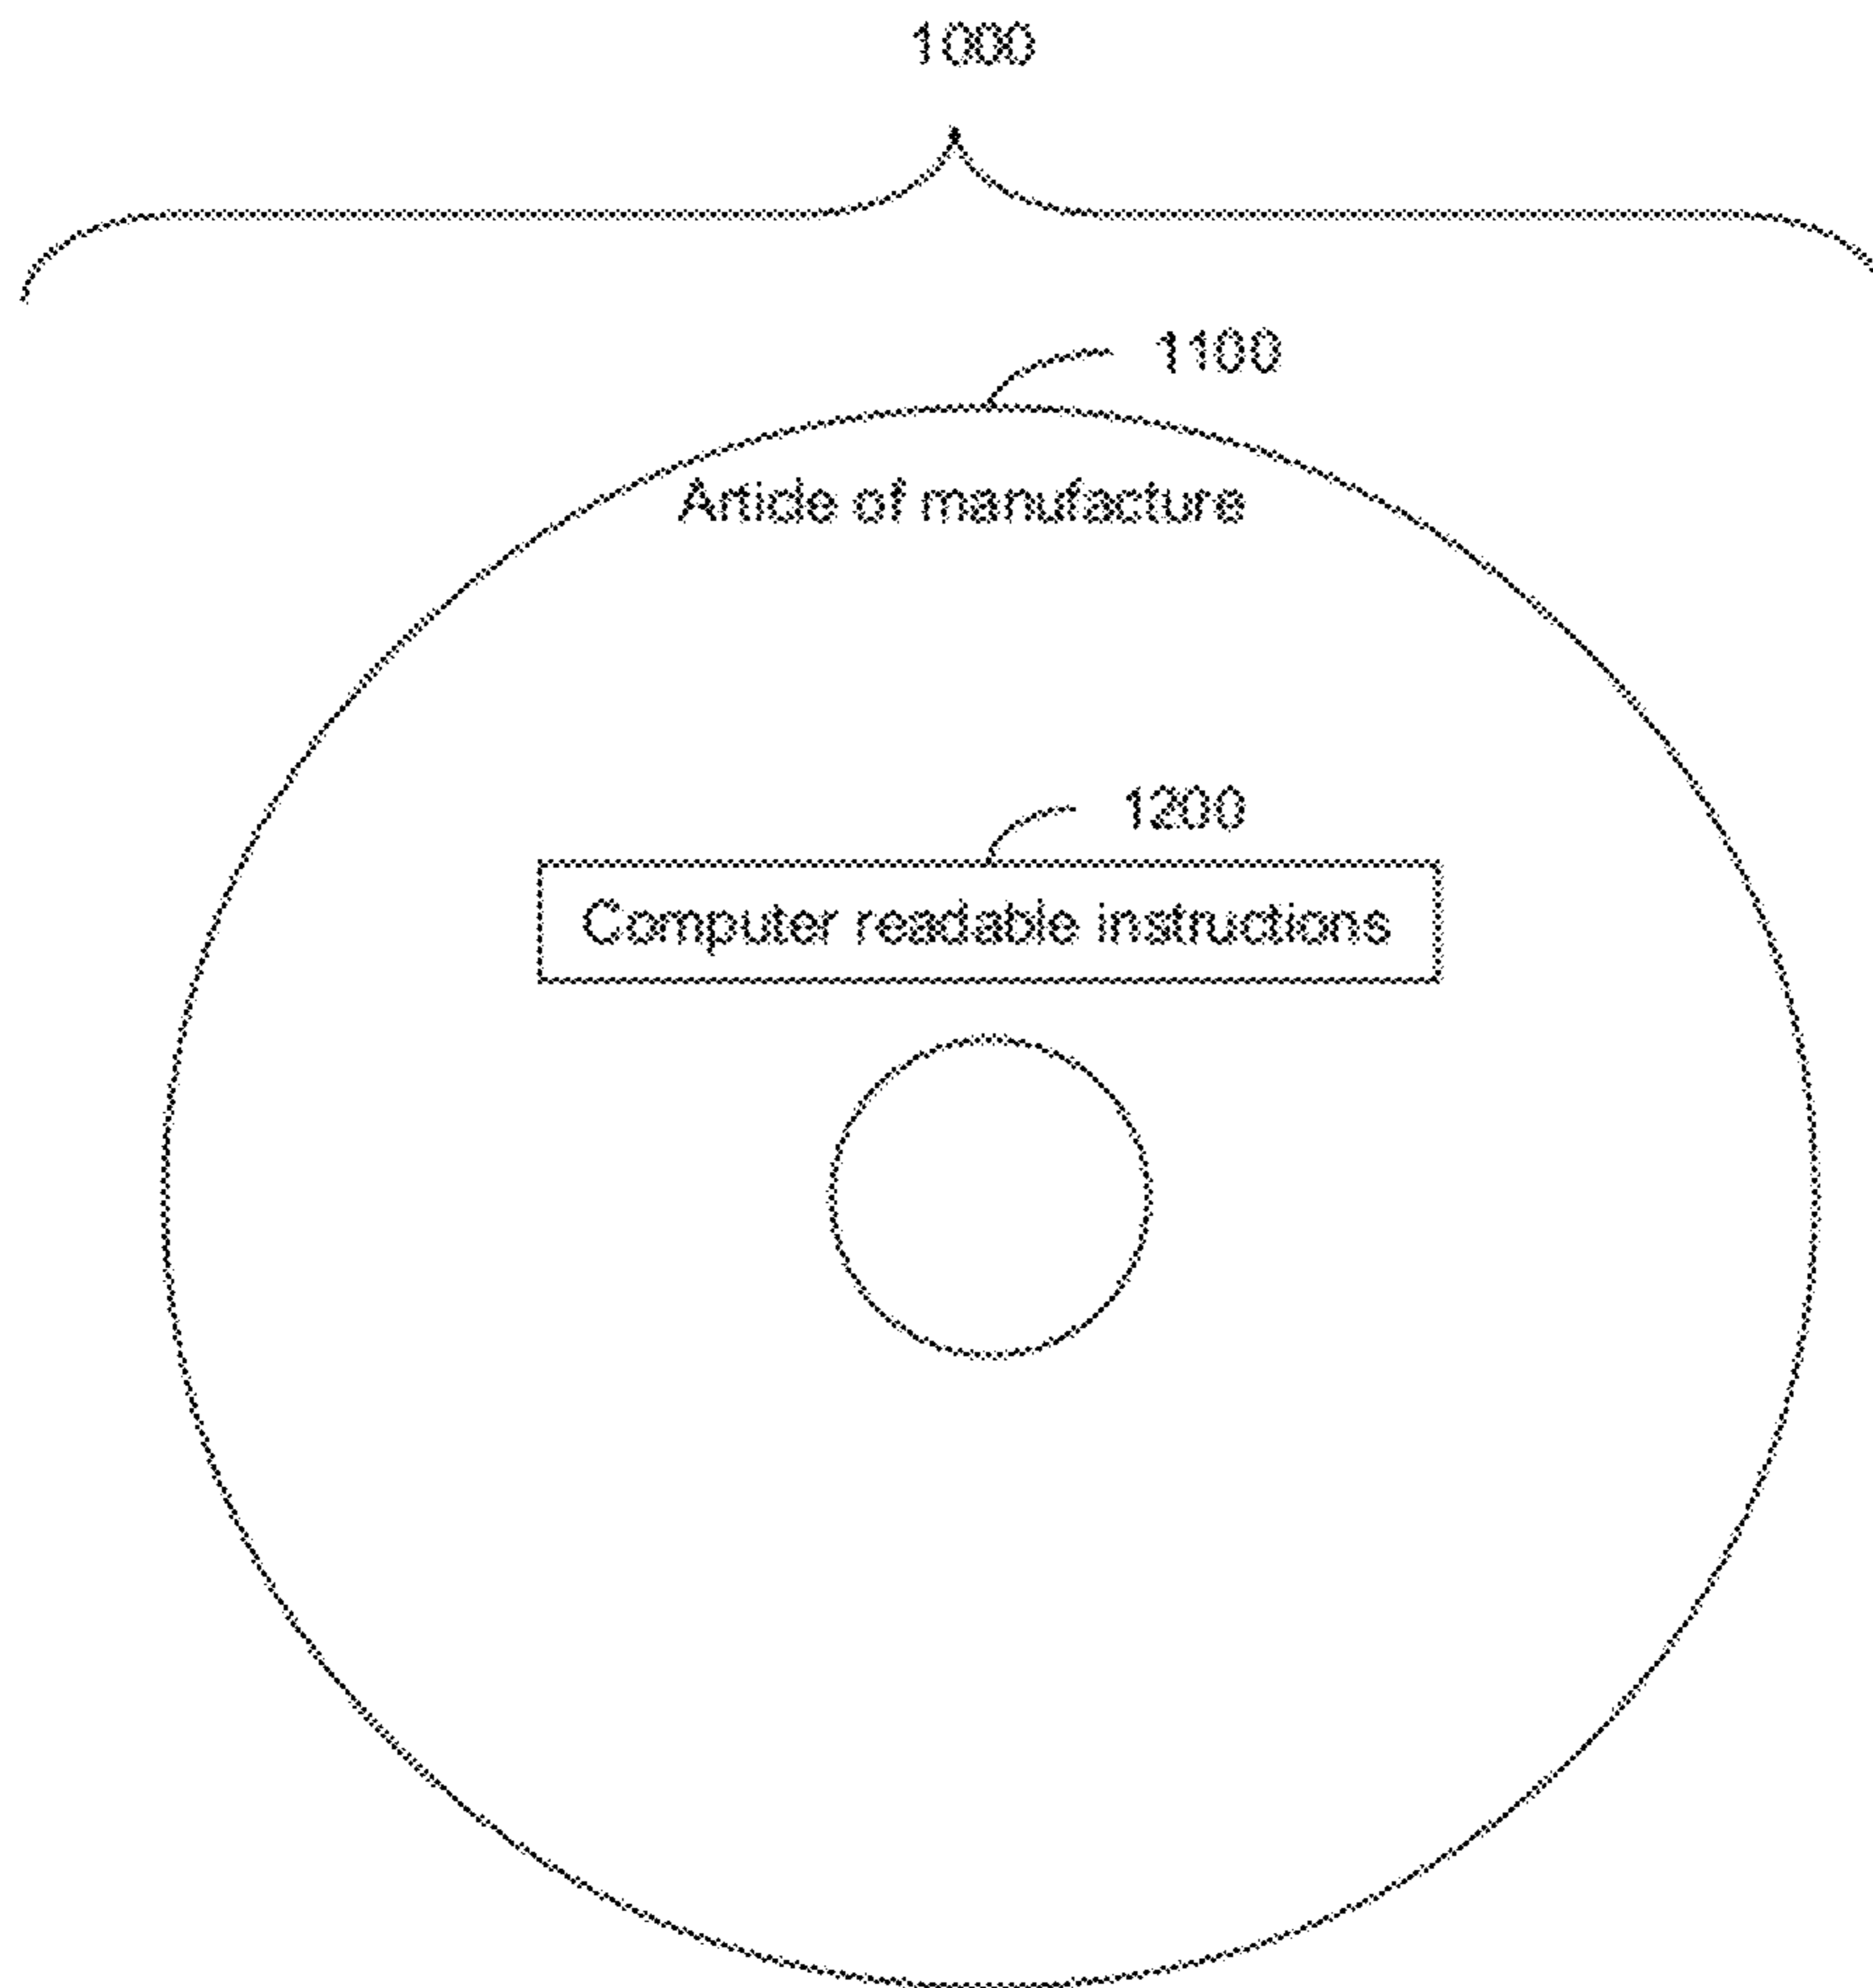 1000
1100
Article of manufacture
1200
Computer readable instructions